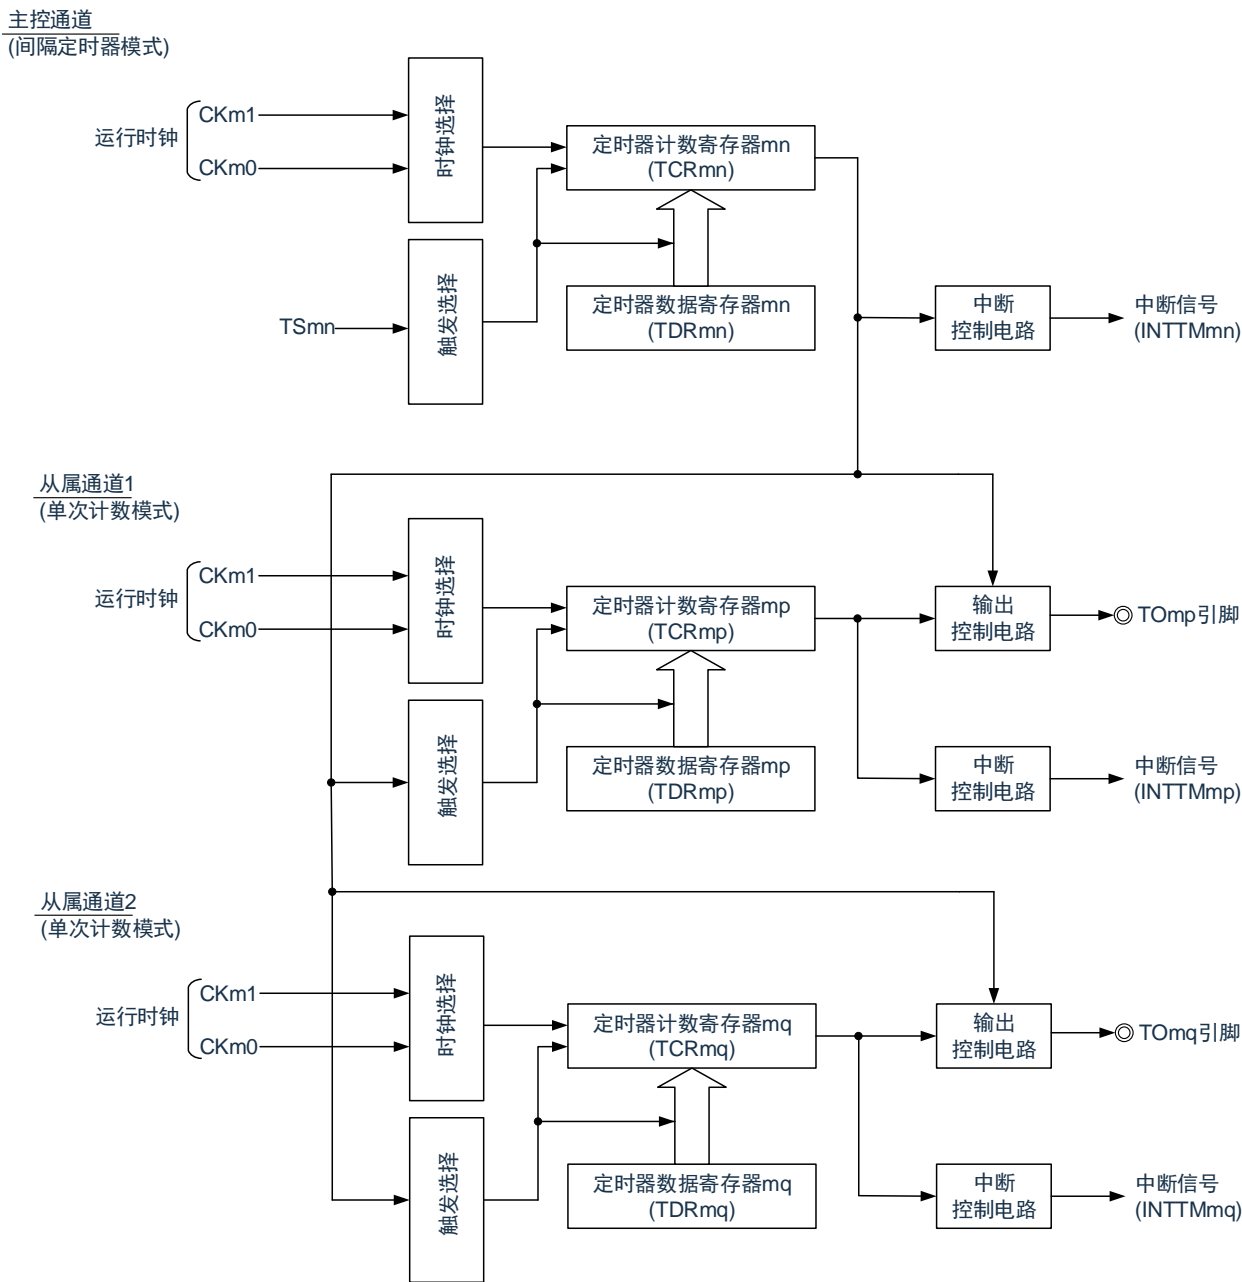 主控通道
(间隔定时器模式)
运行时钟
CKm1
CKm0
时钟选择
定时器计数寄存器mn
(TCRmn)
TSmn
触发选择
定时器数据寄存器mn
(TDRmn)
中断
控制电路
中断信号
(INTTMmn)
从属通道1
(单次计数模式)
运行时钟
CKm1
CKm0
时钟选择
定时器计数寄存器mp
(TCRmp)
输出
控制电路
TOmp引脚
触发选择
定时器数据寄存器mp
(TDRmp)
中断
控制电路
中断信号
(INTTMmp)
从属通道2
(单次计数模式)
运行时钟
CKm1
CKm0
时钟选择
定时器计数寄存器mq
(TCRmq)
输出
控制电路
TOmq引脚
触发选择
定时器数据寄存器mq
(TDRmq)
中断
控制电路
中断信号
(INTTMmq)